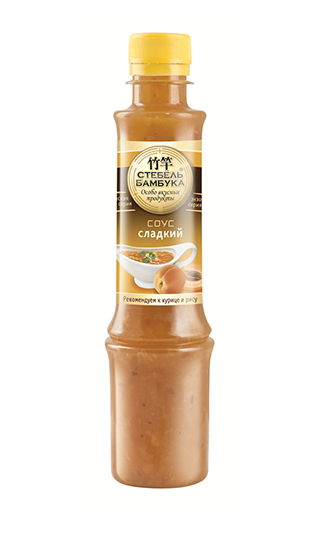 竹竿
СТЕБЕЛЬ
БАМБУКА
Особо вкусные
продукты
СОУС
СЛАДКИЙ
Рекомендуем к курице и рису